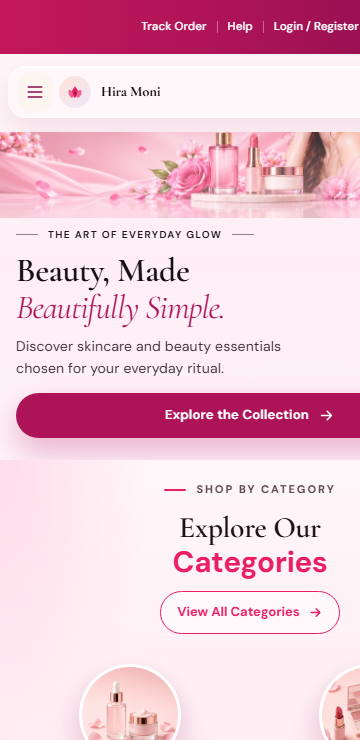 Track Order
Help
Login / Register
Hira Moni
THE ART OF EVERYDAY GLOW
Beauty, Made
Beautifully Simple.
Discover skincare and beauty essentials
chosen for your everyday ritual.
Explore the Collection →
SHOP BY CATEGORY
Explore Our
Categories
View All Categories →